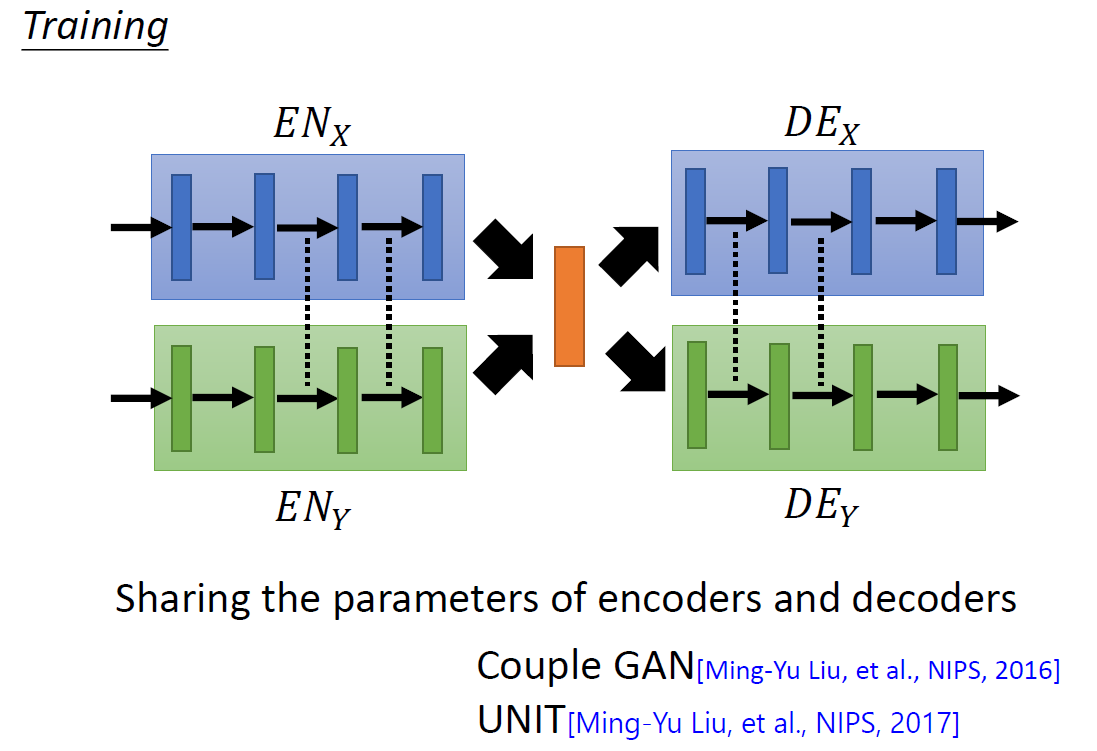 Training
EN_X
DE_X
EN_Y
DE_Y
Sharing the parameters of encoders and decoders
Couple GAN[Ming-Yu Liu, et al., NIPS, 2016]
UNIT[Ming-Yu Liu, et al., NIPS, 2017]